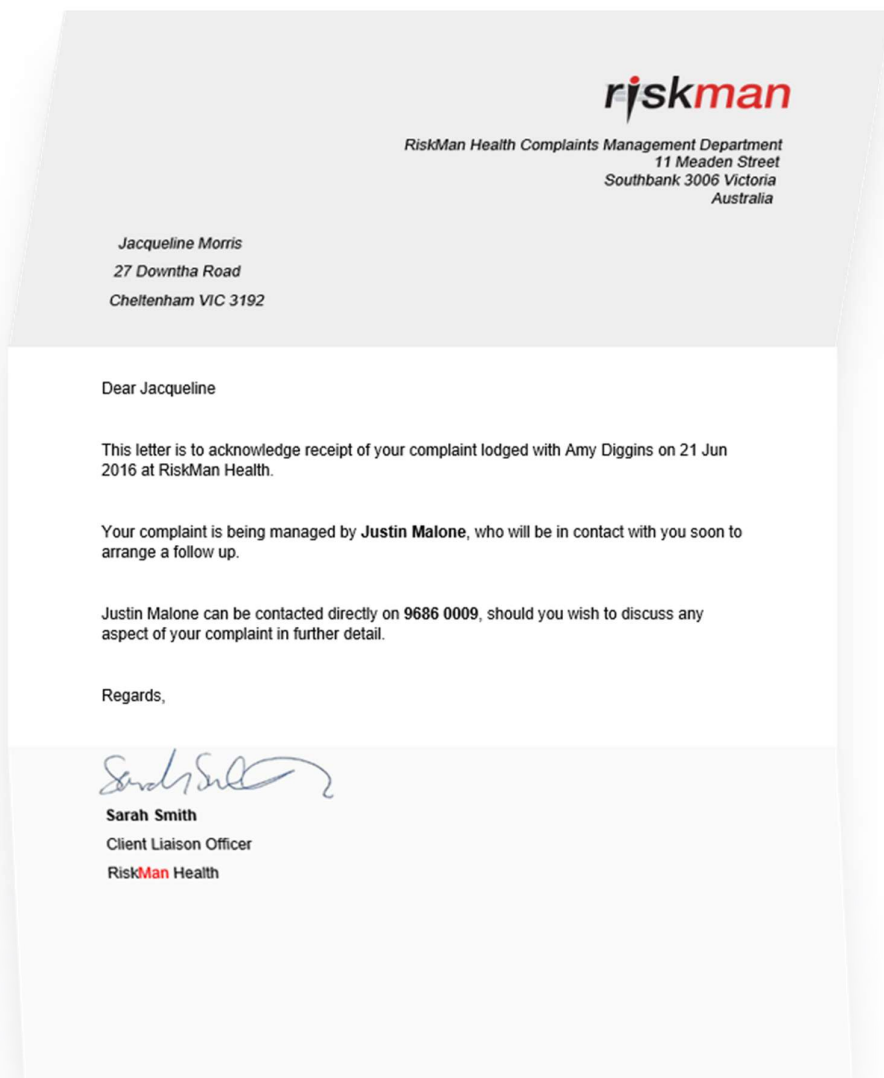 riskman
RiskMan Health Complaints Management Department
11 Meaden Street
Southbank 3006 Victoria
Australia
Jacqueline Morris
27 Downtha Road
Cheltenham VIC 3192
Dear Jacqueline
This letter is to acknowledge receipt of your complaint lodged with Amy Diggins on 21 Jun
2016 at RiskMan Health.
Your complaint is being managed by Justin Malone, who will be in contact with you soon to
arrange a follow up.
Justin Malone can be contacted directly on 9686 0009, should you wish to discuss any
aspect of your complaint in further detail.
Regards,
Sarah Smith
Client Liaison Officer
RiskMan Health